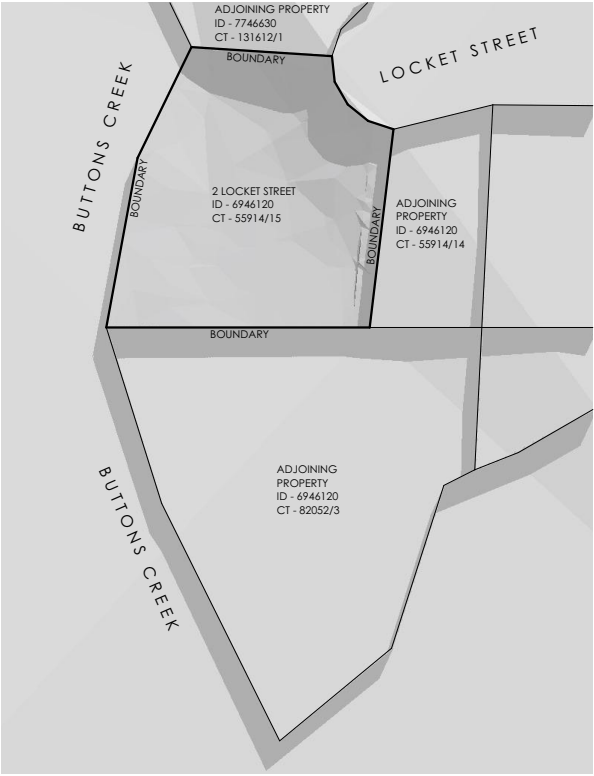 ADJOINING PROPERTY
ID - 7746630
CT - 131612/1
BOUNDARY
LOCKET STREET
BUTTONS CREEK
BOUNDARY
2 LOCKET STREET
ID - 6946120
CT - 55914/15
BOUNDARY
ADJOINING
PROPERTY
ID - 6946120
CT - 55914/14
BOUNDARY
ADJOINING
PROPERTY
ID - 6946120
CT - 82052/3
BUTTONS CREEK